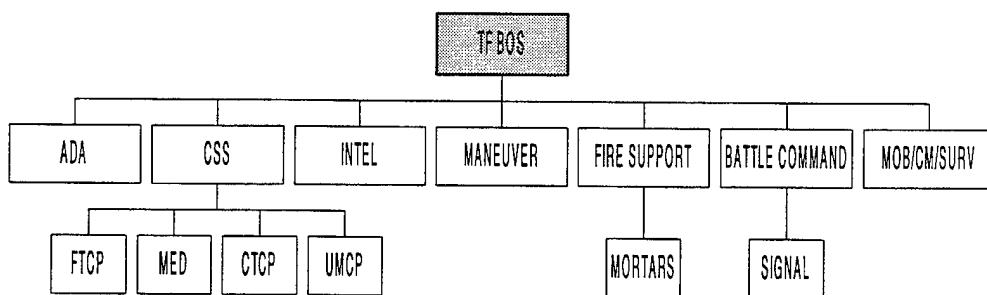 TF BOS
ADA
CSS
INTEL
MANEUVER
FIRE SUPPORT
BATTLE COMMAND
MOB/CM/SURV
FTCP
MED
CTCP
UMCP
MORTARS
SIGNAL